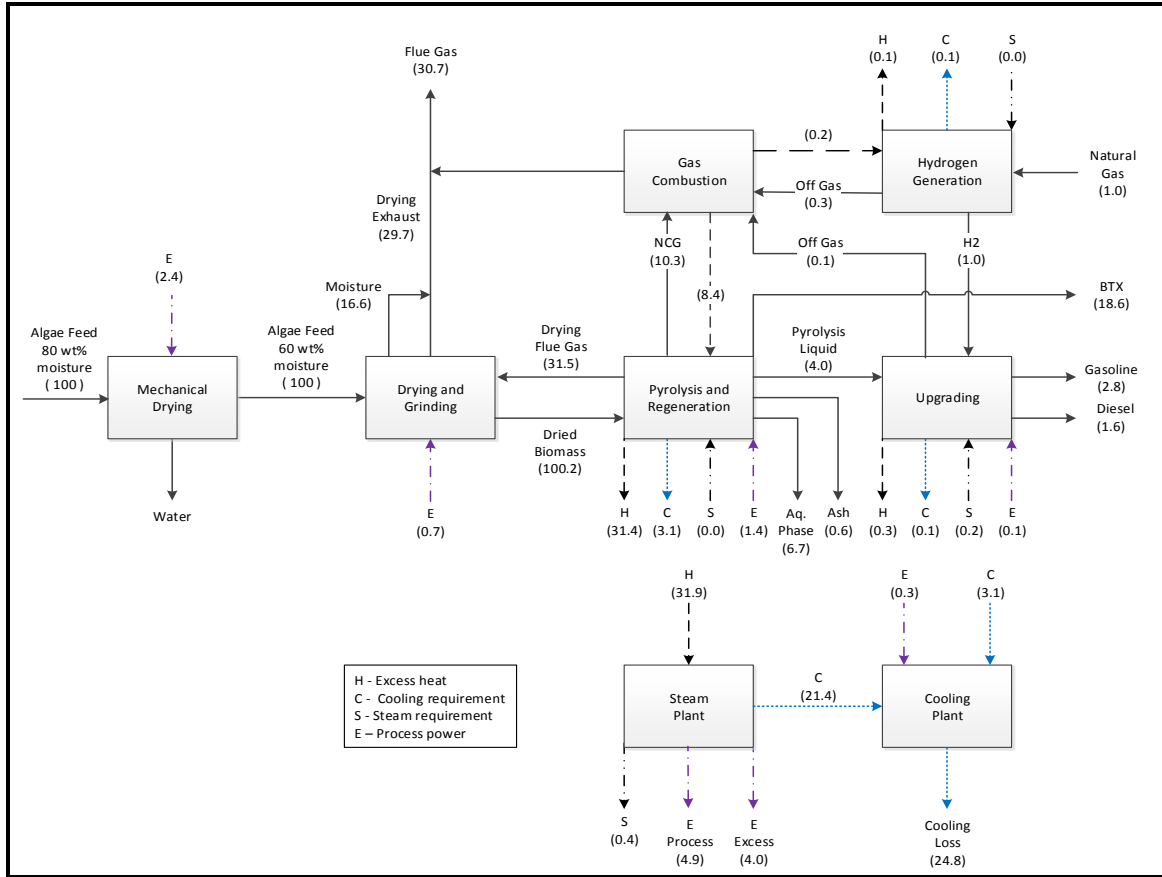 Flue Gas
(30.7)
H
(0.1)
C
(0.1)
S
(0.0)
Gas
Combustion
(0.2)
Hydrogen
Generation
Natural
Gas
(1.0)
Off Gas
(0.3)
Drying
Exhaust
(29.7)
NCG
(10.3)
(8.4)
Off Gas
(0.1)
H2
(1.0)
E
(2.4)
Moisture
(16.6)
BTX
(18.6)
Algae Feed
80 wt%
moisture
( 100 )
Mechanical
Drying
Algae Feed
60 wt%
moisture
( 100 )
Drying and
Grinding
Drying
Flue Gas
(31.5)
Dried
Biomass
(100.2)
Pyrolysis and
Regeneration
Pyrolysis
Liquid
(4.0)
Upgrading
Gasoline
(2.8)
Diesel
(1.6)
Water
E
(0.7)
H
(31.4)
C
(3.1)
S
(0.0)
E
(1.4)
Aq.
Phase
(6.7)
Ash
(0.6)
H
(0.3)
C
(0.1)
S
(0.2)
E
(0.1)
H
(31.9)
E
(0.3)
C
(3.1)
H - Excess heat
C - Cooling requirement
S - Steam requirement
E – Process power
Steam
Plant
C
(21.4)
Cooling
Plant
S
(0.4)
E
Process
(4.9)
E
Excess
(4.0)
Cooling
Loss
(24.8)